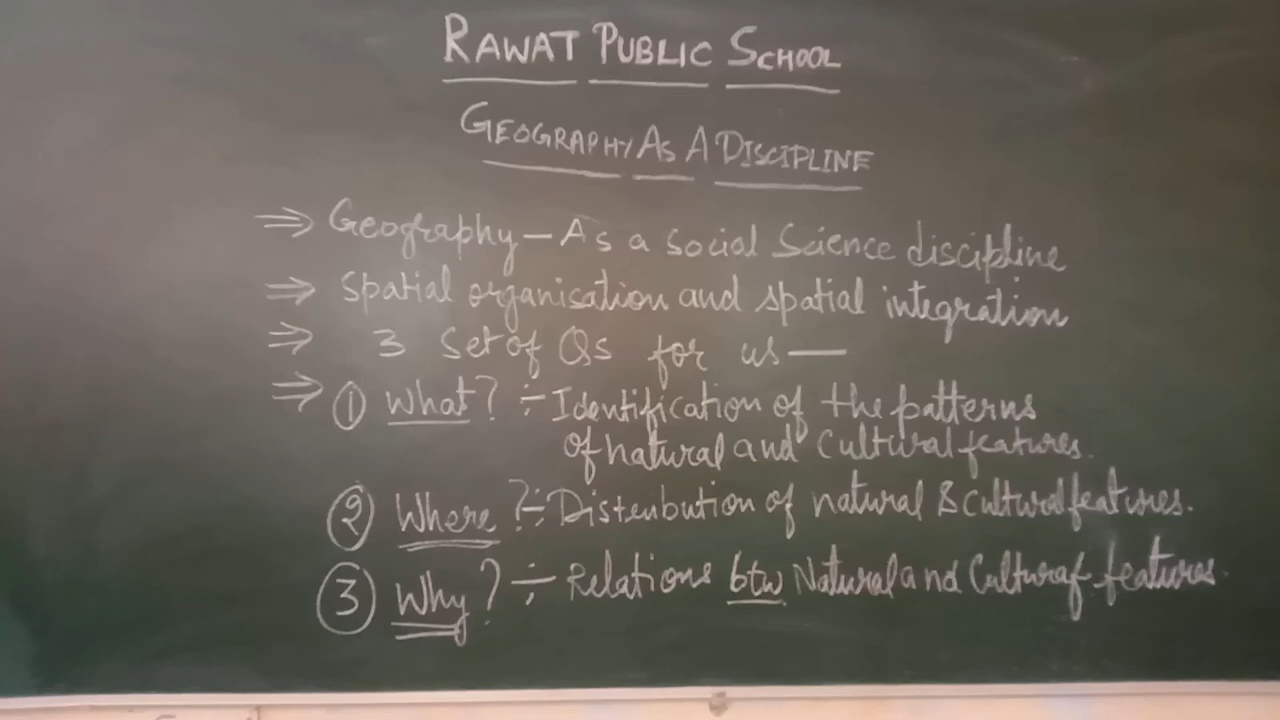 RAWAT PUBLIC SCHOOL
GEOGRAPHY AS A DISCIPLINE
⇒ Geography – As a Social Science discipline
⇒ Spatial organisation and spatial integration
⇒ 3 Set of Qs for us —
⇒ ① What? ÷ Identification of the patterns
of natural and Cultural features.
② Where? ÷ Distribution of natural & cultural features.
③ Why? ÷ Relations btw Natural and Cultural features.